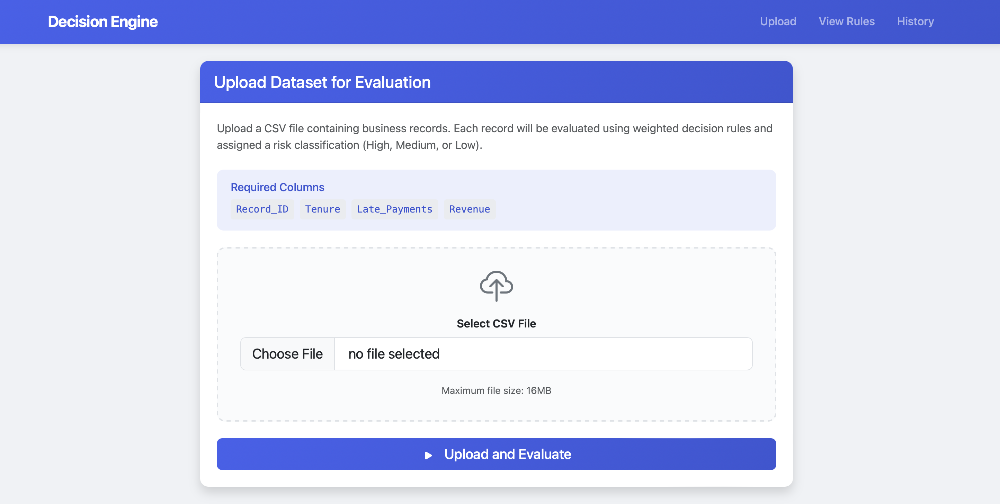 Decision Engine
Upload View Rules History
Upload Dataset for Evaluation
Upload a CSV file containing business records. Each record will be evaluated using weighted decision rules and
assigned a risk classification (High, Medium, or Low).
Required Columns
Record_ID Tenure Late_Payments Revenue
Select CSV File
Choose File no file selected
Maximum file size: 16MB
Upload and Evaluate